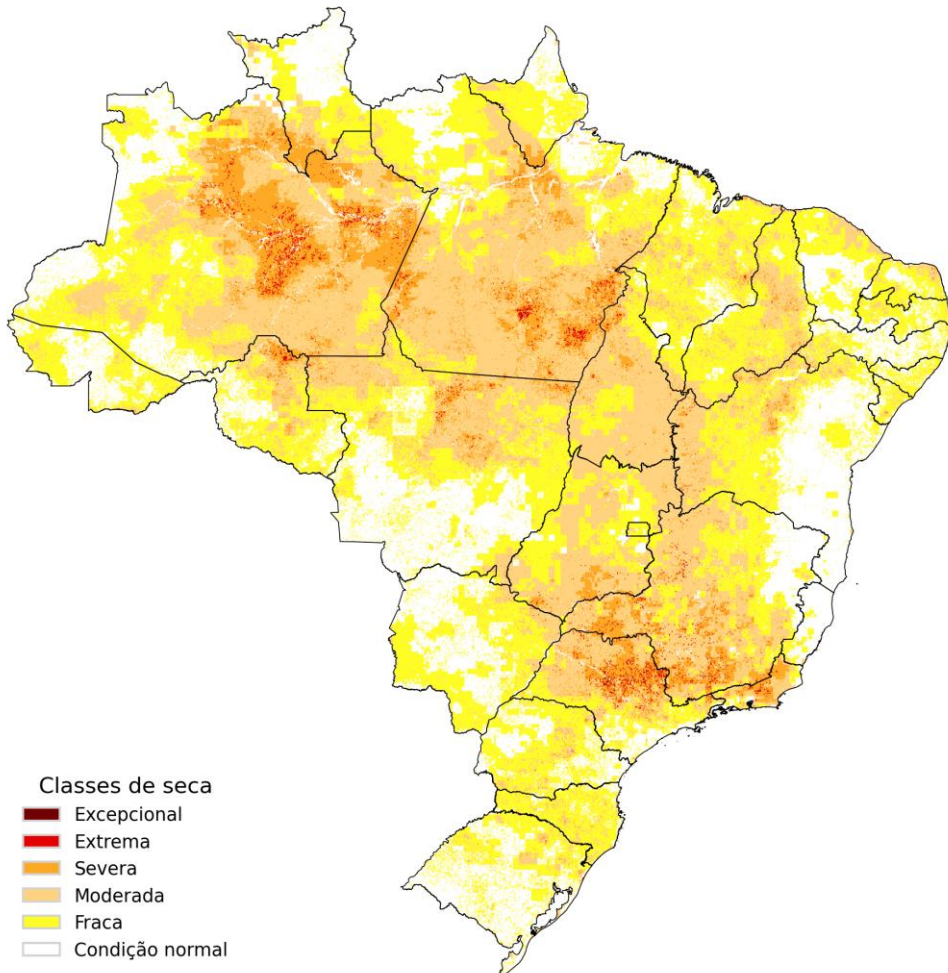 Classes de seca
Excepcional
Extrema
Severa
Moderada
Fraca
Condição normal